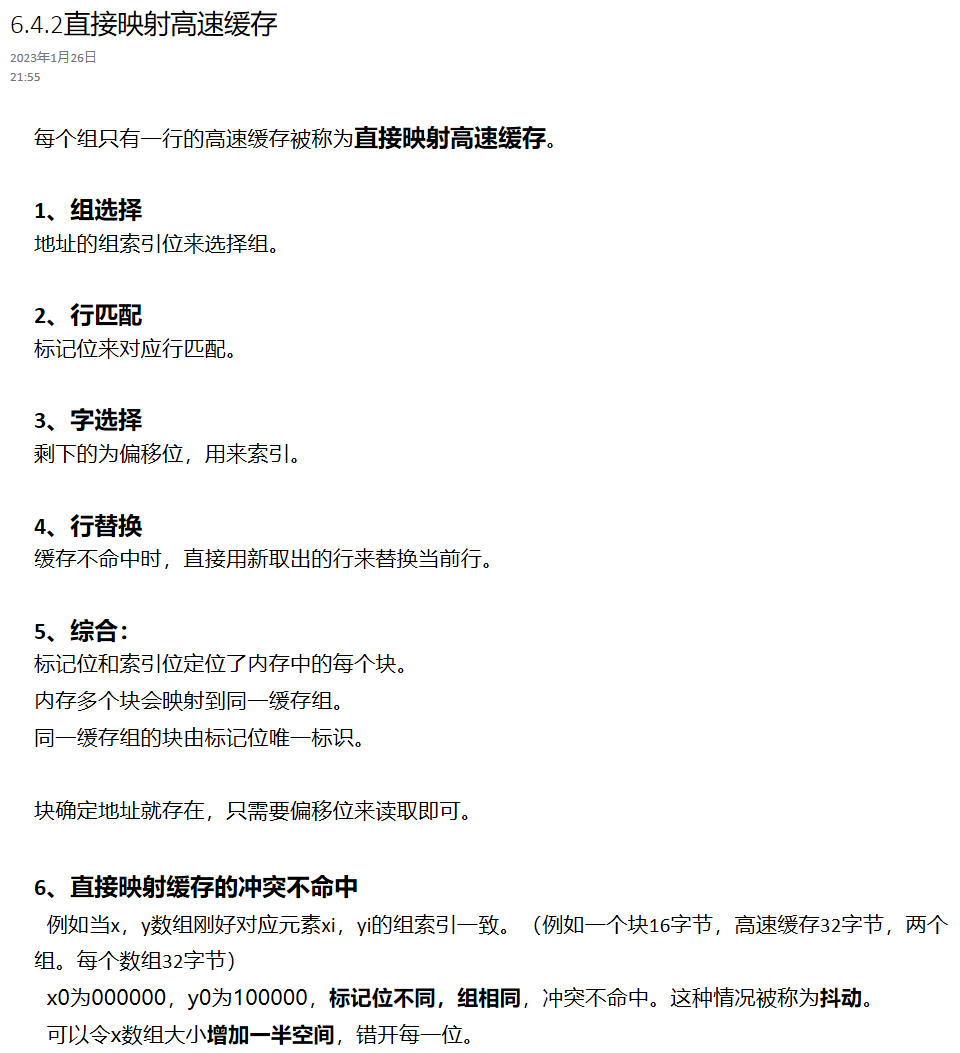 6.4.2直接映射高速缓存
2023年1月26日
21:55
每个组只有一行的高速缓存被称为直接映射高速缓存。
1、组选择
地址的组索引位来选择组。
2、行匹配
标记位来对应行匹配。
3、字选择
剩下的为偏移位，用来索引。
4、行替换
缓存不命中时，直接用新取出的行来替换当前行。
5、综合：
标记位和索引位定位了内存中的每个块。
内存多个块会映射到同一缓存组。
同一缓存组的块由标记位唯一标识。
块确定地址就存在，只需要偏移位来读取即可。
6、直接映射缓存的冲突不命中
例如当x，y数组刚好对应元素xi，yi的组索引一致。（例如一个块16字节，高速缓存32字节，两个
组。每个数组32字节）
x0为000000，y0为100000，标记位不同，组相同，冲突不命中。这种情况被称为抖动。
可以令x数组大小增加一半空间，错开每一位。